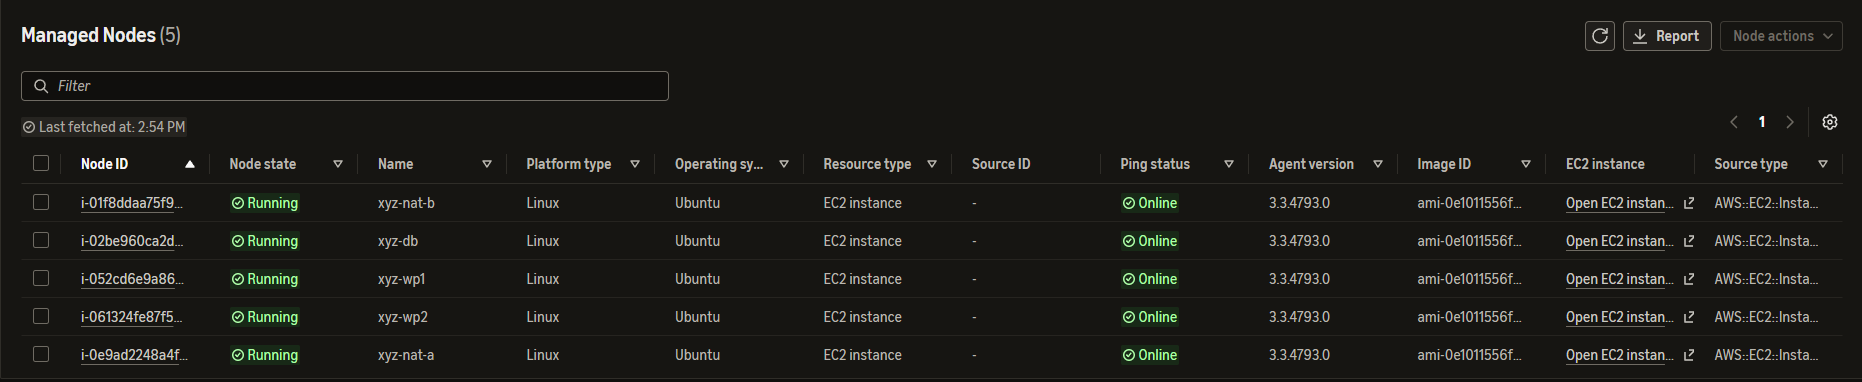 Managed Nodes (5)
Report
Node actions
Filter
Last fetched at: 2:54 PM
1
Node ID Node state Name Platform type Operating sy... Resource type Source ID Ping status Agent version Image ID EC2 instance Source type
i-01f8ddaa75f9... Running xyz-nat-b Linux Ubuntu EC2 instance - Online 3.3.4793.0 ami-0e1011556f... Open EC2 instan... AWS::EC2::Insta...
i-02be960ca2d... Running xyz-db Linux Ubuntu EC2 instance - Online 3.3.4793.0 ami-0e1011556f... Open EC2 instan... AWS::EC2::Insta...
i-052cd6e9a86... Running xyz-wp1 Linux Ubuntu EC2 instance - Online 3.3.4793.0 ami-0e1011556f... Open EC2 instan... AWS::EC2::Insta...
i-061324fe87f5... Running xyz-wp2 Linux Ubuntu EC2 instance - Online 3.3.4793.0 ami-0e1011556f... Open EC2 instan... AWS::EC2::Insta...
i-0e9ad2248a4f... Running xyz-nat-a Linux Ubuntu EC2 instance - Online 3.3.4793.0 ami-0e1011556f... Open EC2 instan... AWS::EC2::Insta...